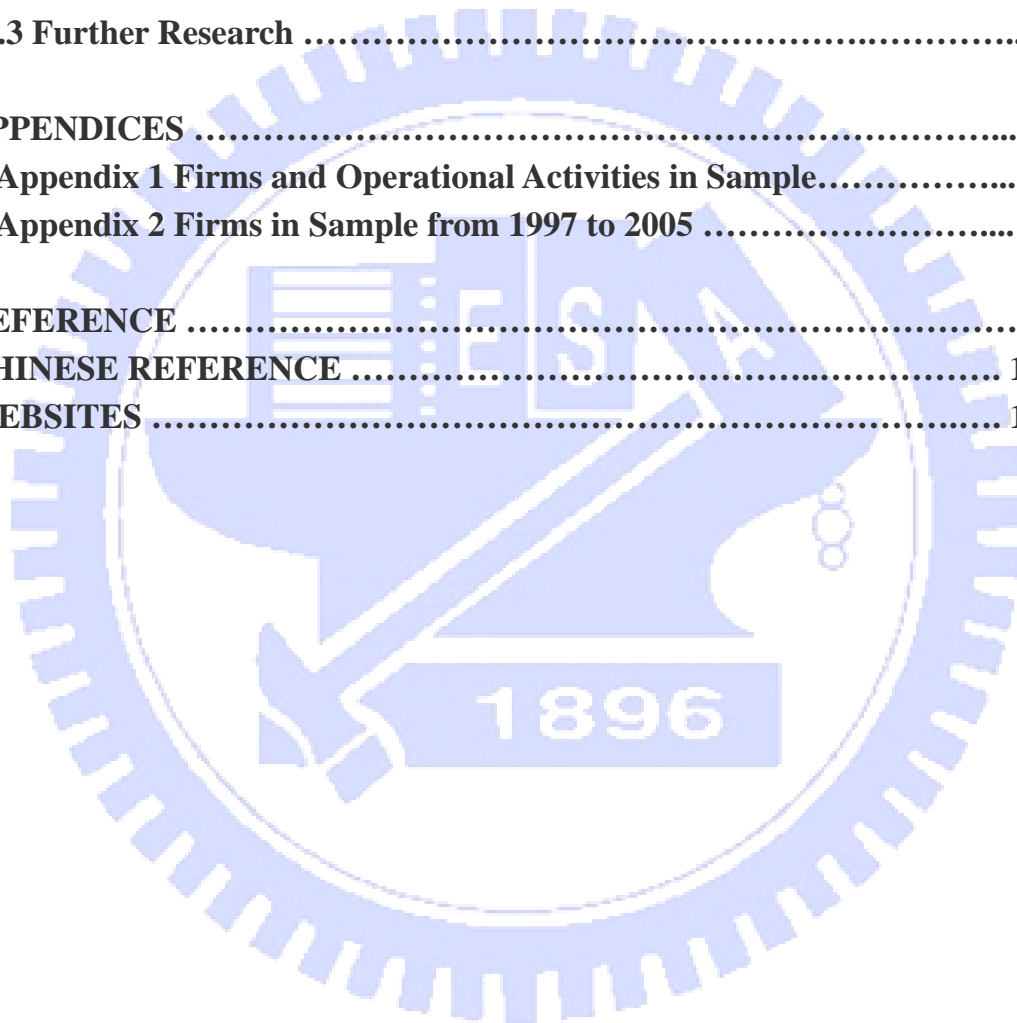 .3 Further Research ……………………………………………….…………..
PPENDICES …………………………………………………………………....
Appendix 1 Firms and Operational Activities in Sample……………....
Appendix 2 Firms in Sample from 1997 to 2005 ……………………....
EFERENCE …………………………………………………………………….
HINESE REFERENCE ……………………………………...…………….. 1
EBSITES ………………………………………………………………….…. 1
E S A
1896